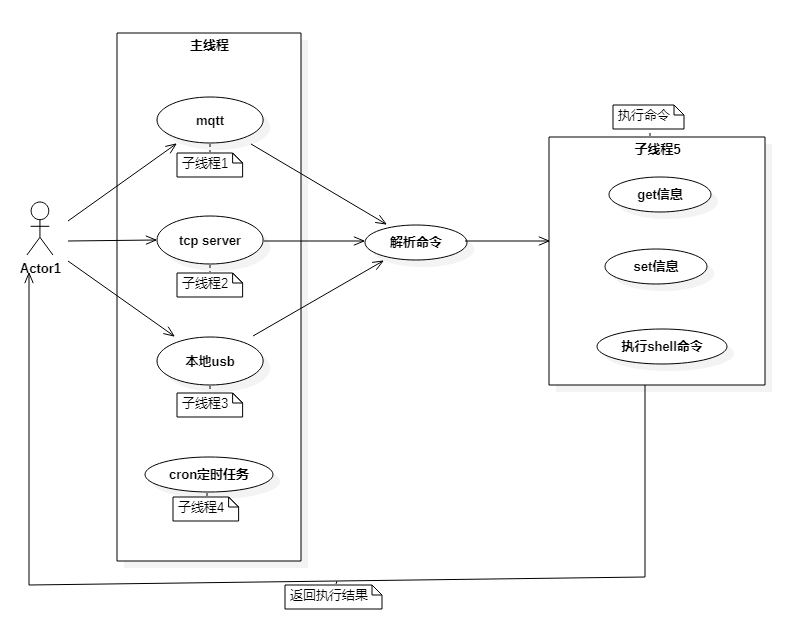 主线程
mqtt
子线程1
tcp server
子线程2
本地usb
子线程3
cron定时任务
子线程4
Actor1
解析命令
执行命令
子线程5
get信息
set信息
执行shell命令
返回执行结果